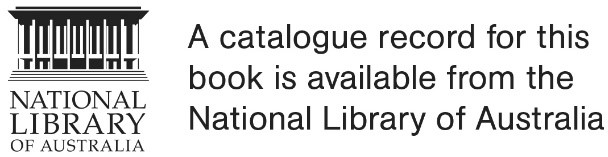 NATIONAL
LIBRARY
OF AUSTRALIA
A catalogue record for this
book is available from the
National Library of Australia